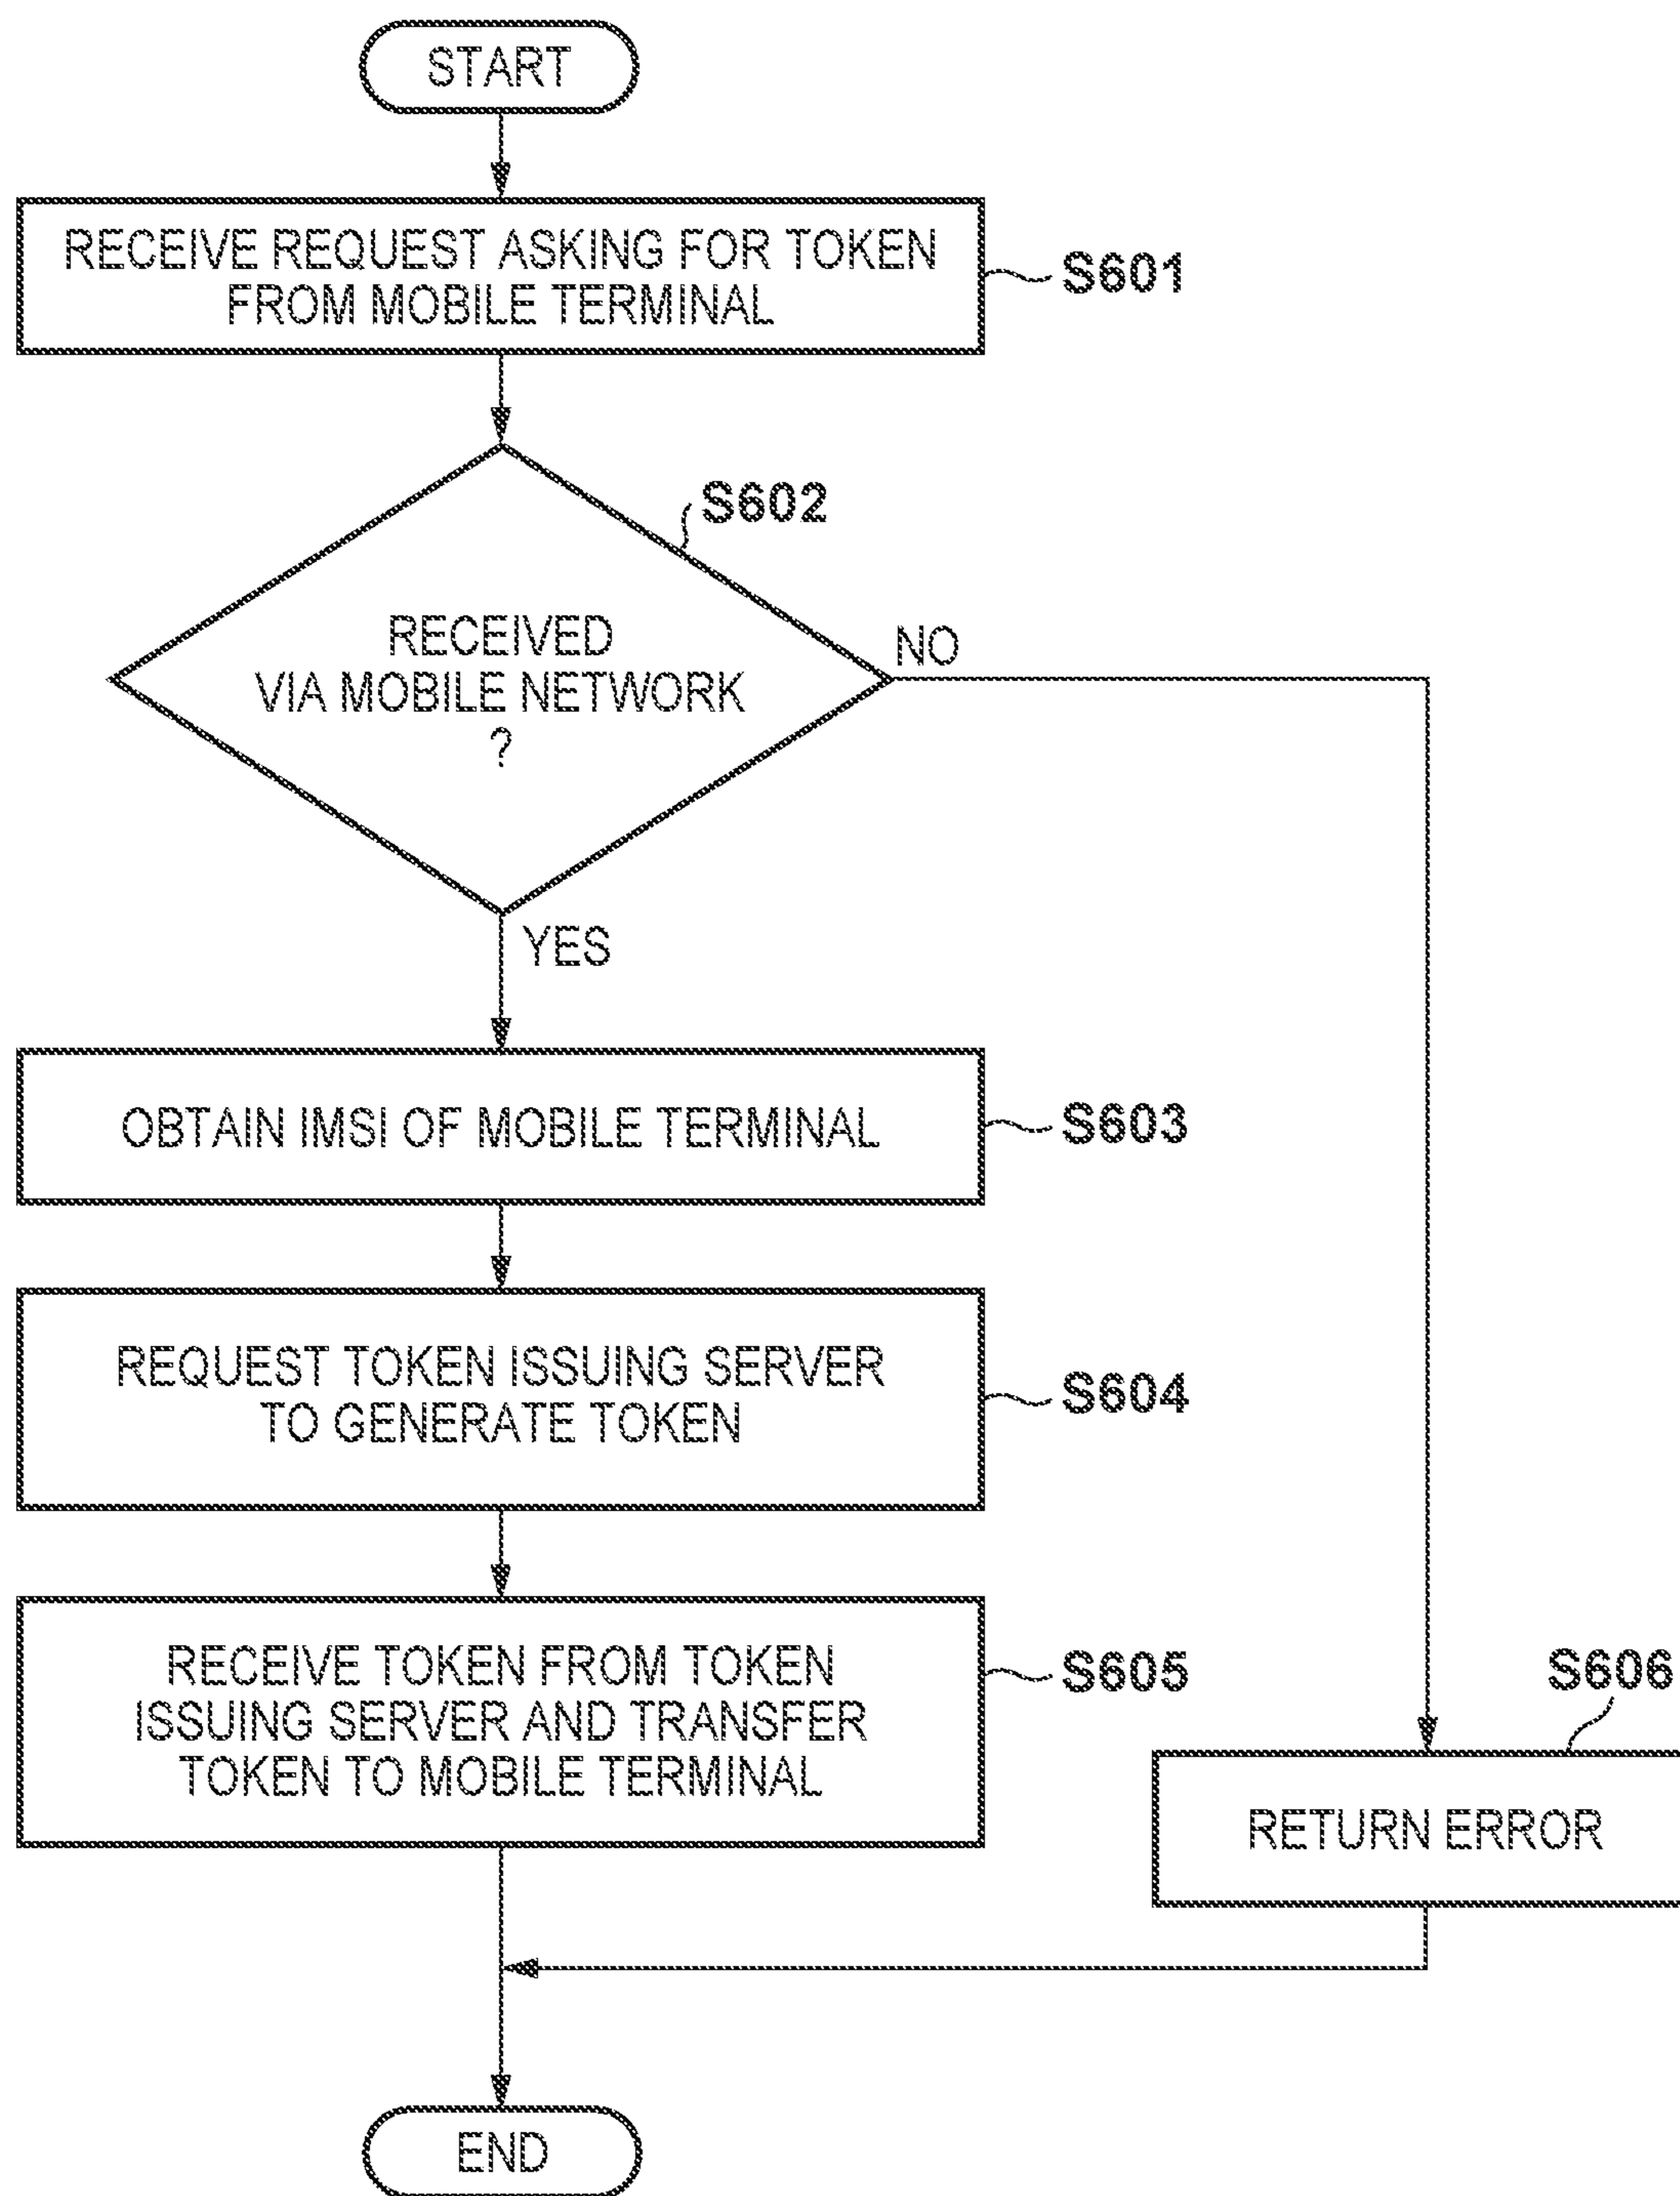 START
RECEIVE REQUEST ASKING FOR TOKEN
FROM MOBILE TERMINAL
S601
S602
RECEIVED
VIA MOBILE NETWORK
?
NO
YES
OBTAIN IMSI OF MOBILE TERMINAL
S603
REQUEST TOKEN ISSUING SERVER
TO GENERATE TOKEN
S604
RECEIVE TOKEN FROM TOKEN
ISSUING SERVER AND TRANSFER
TOKEN TO MOBILE TERMINAL
S605
S606
RETURN ERROR
END